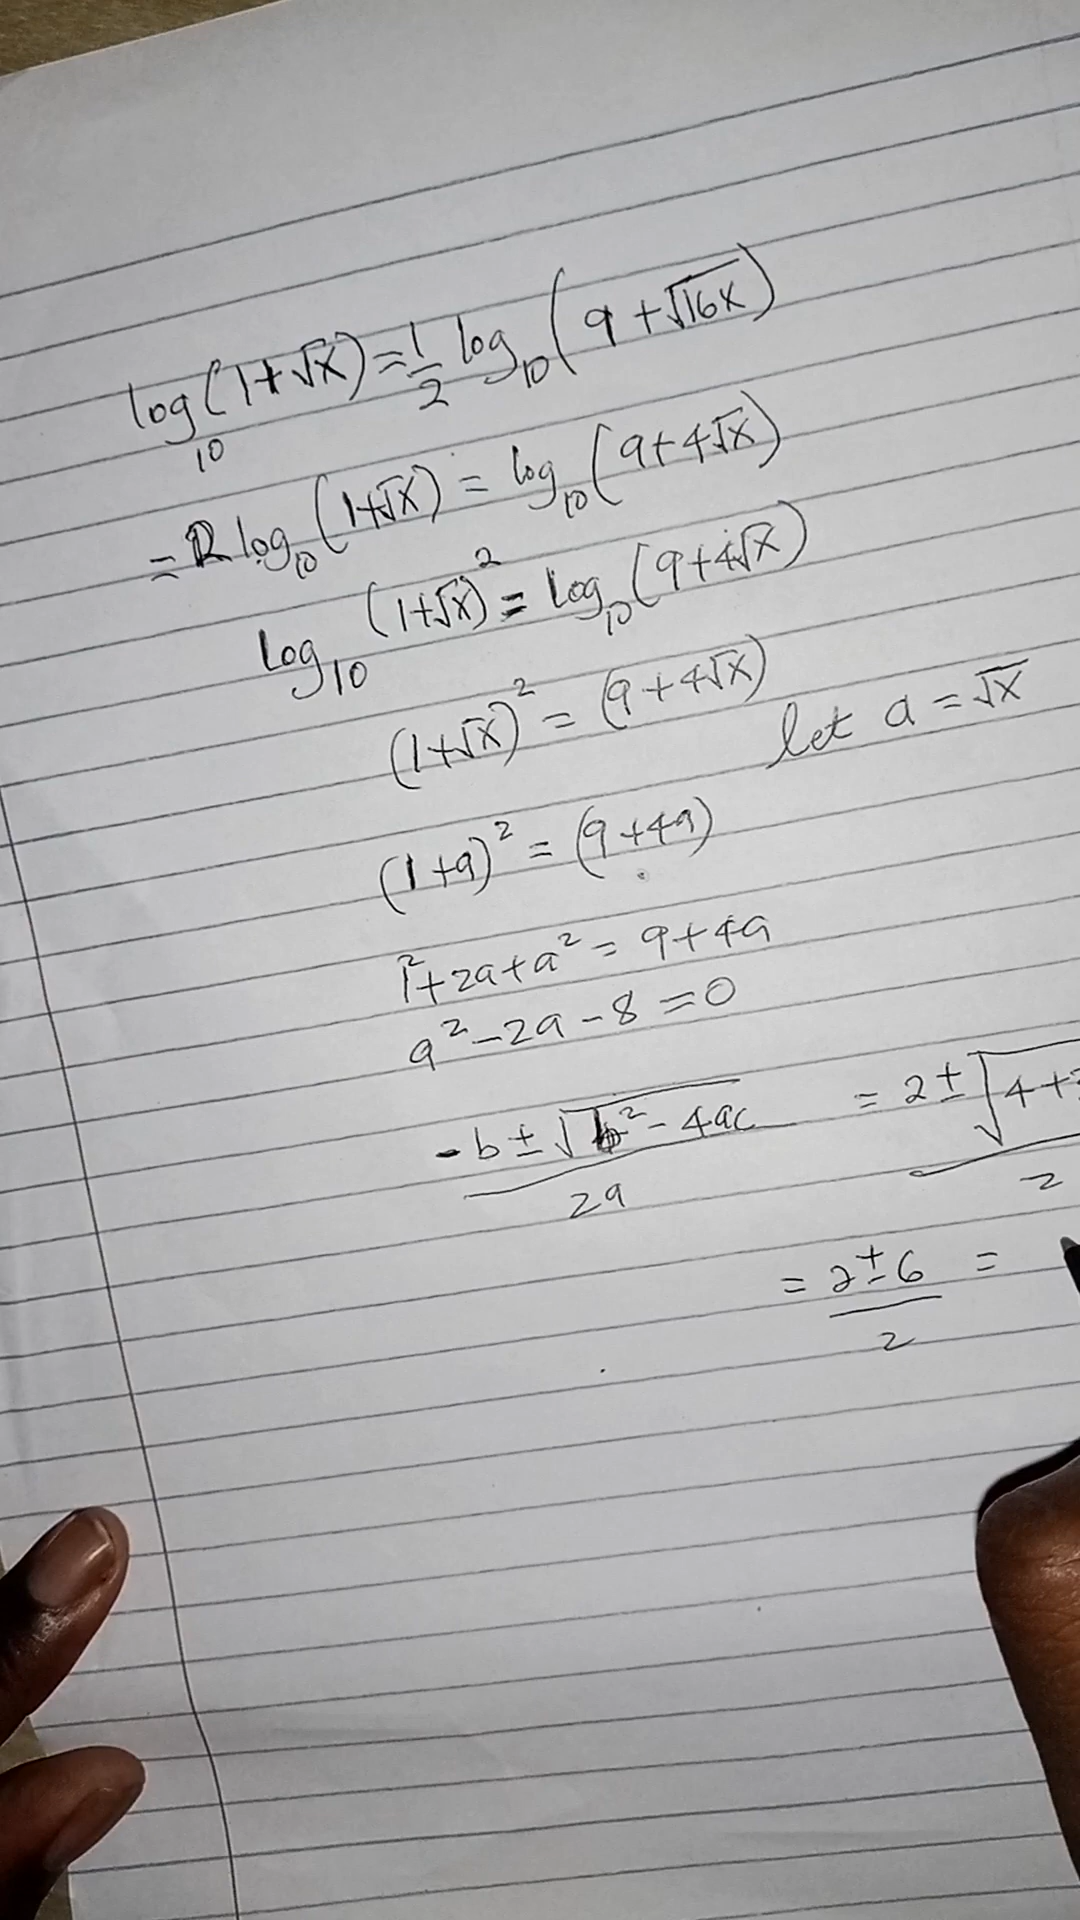 log₁₀(1+√x) = 1/2 log₁₀(9+√16x)
= 2 log₁₀(1+√x) = log₁₀(9+4√x)
log₁₀(1+√x)² = log₁₀(9+4√x)
(1+√x)² = (9+4√x)
let a = √x
(1+a)² = (9+4a)
1²+2a+a² = 9+4a
a²-2a-8=0
-b±√b²-4ac / 2a = 2±√4+ / 2
= 2±6 / 2 =